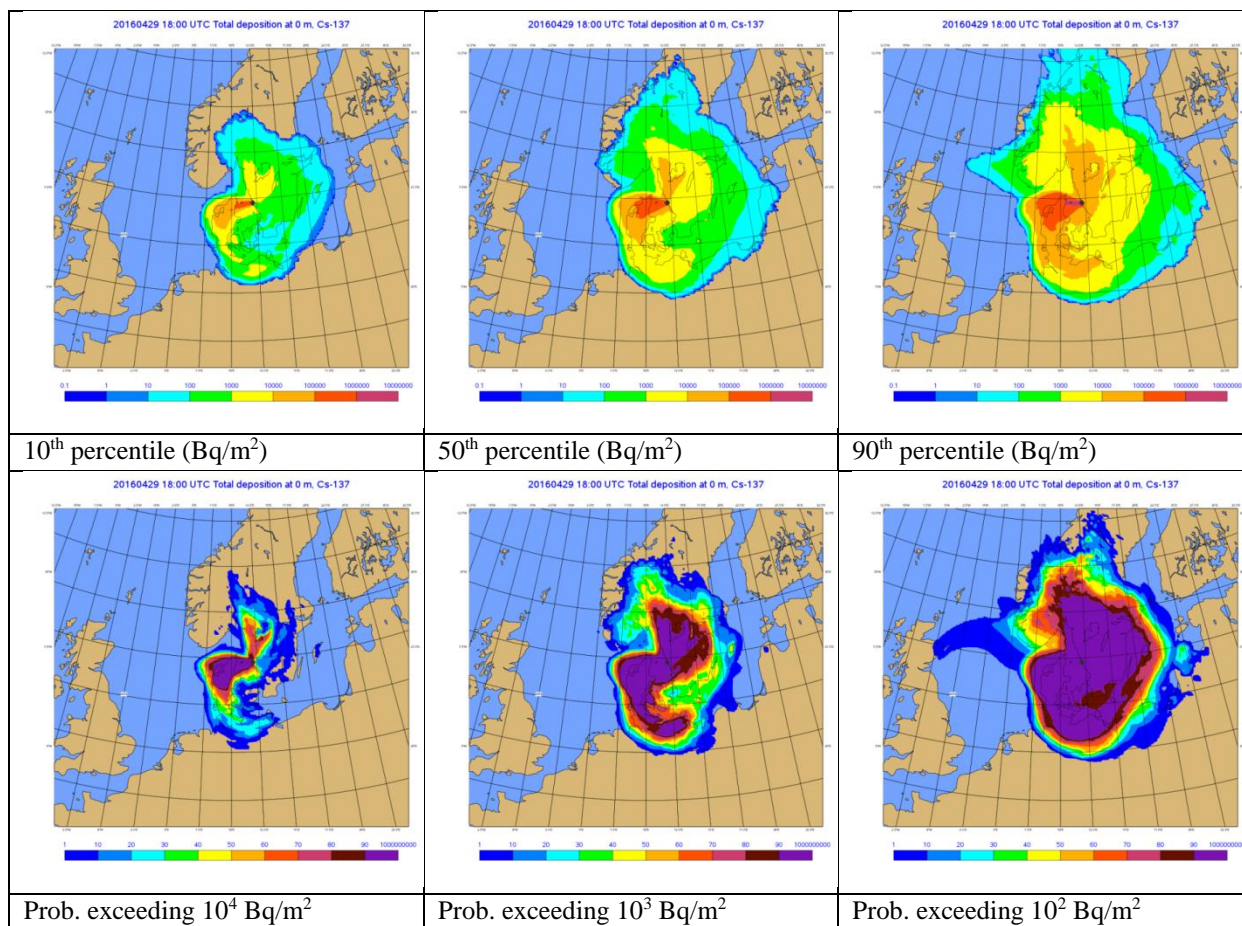 20160429 18:00 UTC Total deposition at 0 m, Cs-137
0.1 1 10 100 1000 10000 100000 1000000 10000000
10th percentile (Bq/m²)
20160429 18:00 UTC Total deposition at 0 m, Cs-137
0.1 1 10 100 1000 10000 100000 1000000 10000000
50th percentile (Bq/m²)
20160429 18:00 UTC Total deposition at 0 m, Cs-137
0.1 1 10 100 1000 10000 100000 1000000 10000000
90th percentile (Bq/m²)
20160429 18:00 UTC Total deposition at 0 m, Cs-137
1 10 20 30 40 50 60 70 80 90 1000000000
Prob. exceeding 10⁴ Bq/m²
20160429 18:00 UTC Total deposition at 0 m, Cs-137
1 10 20 30 40 50 60 70 80 90 1000000000
Prob. exceeding 10³ Bq/m²
20160429 18:00 UTC Total deposition at 0 m, Cs-137
1 10 20 30 40 50 60 70 80 90 1000000000
Prob. exceeding 10² Bq/m²